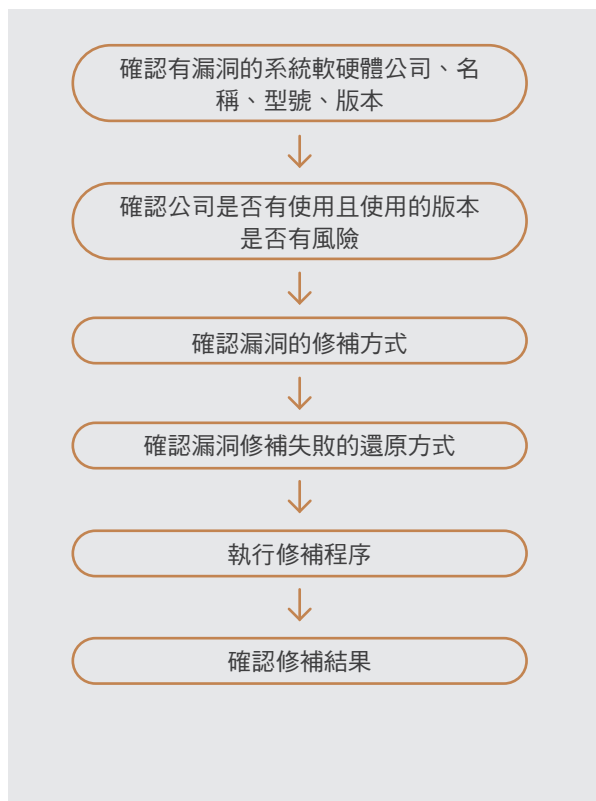 確認有漏洞的系統軟硬體公司、名
稱、型號、版本
確認公司是否有使用且使用的版本
是否有風險
確認漏洞的修補方式
確認漏洞修補失敗的還原方式
執行修補程序
確認修補結果